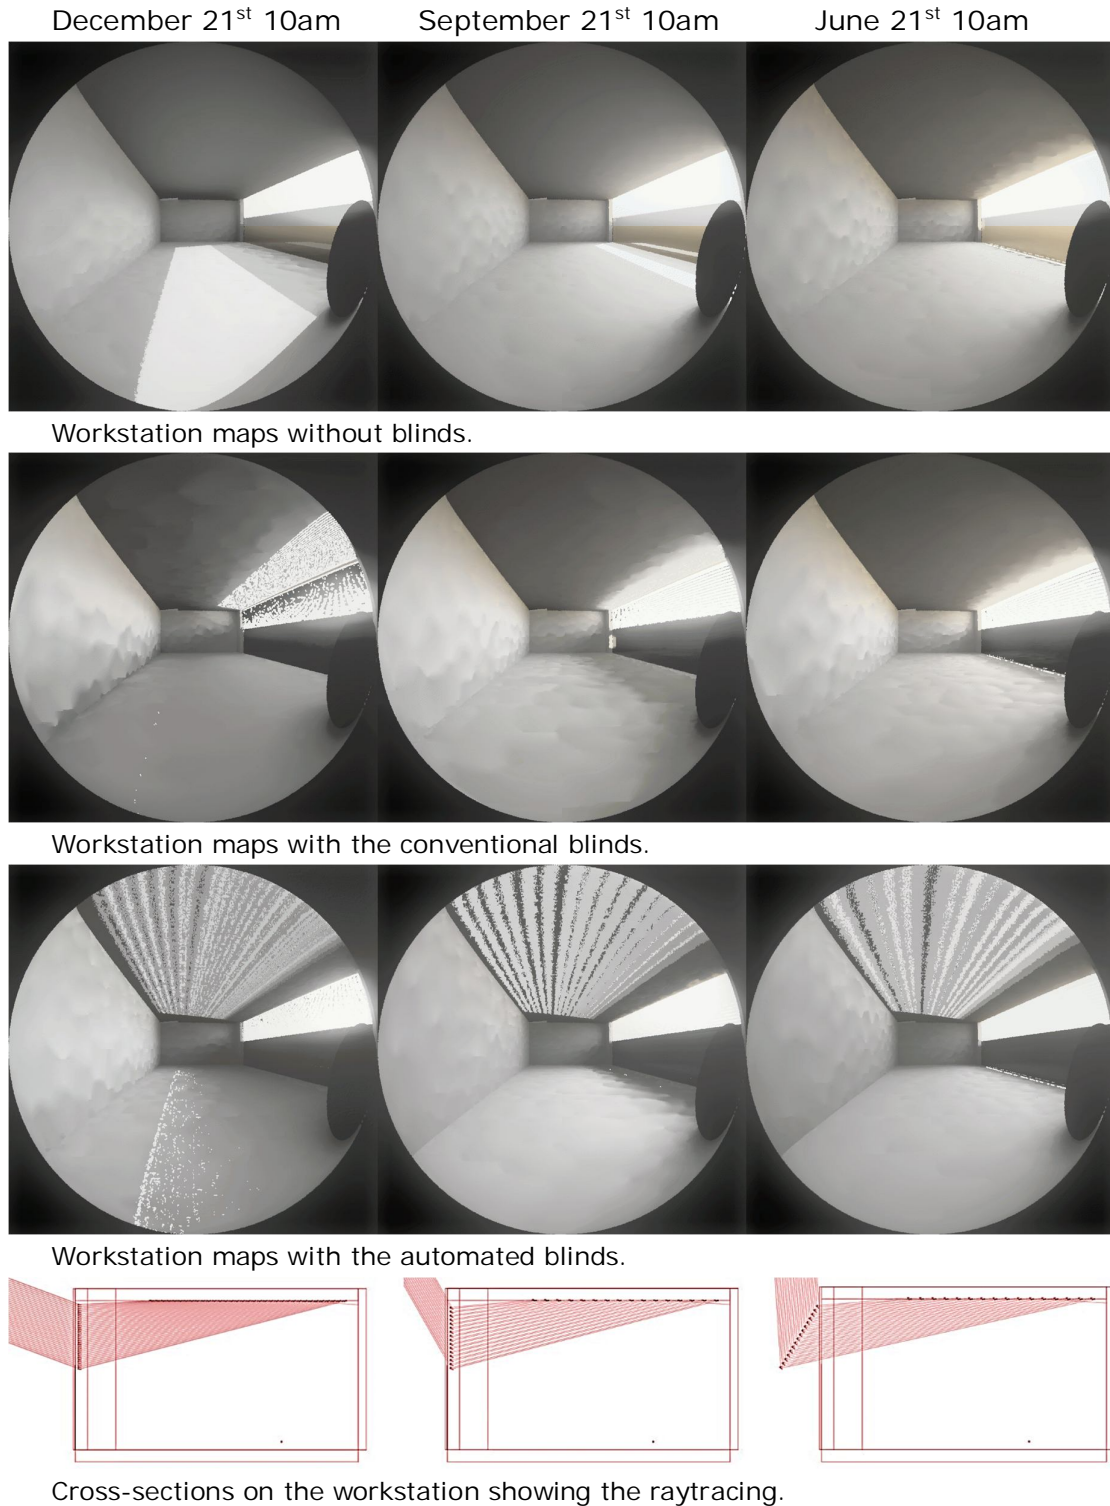 December 21st 10am
September 21st 10am
June 21st 10am
Workstation maps without blinds.
Workstation maps with the conventional blinds.
Workstation maps with the automated blinds.
Cross-sections on the workstation showing the raytracing.